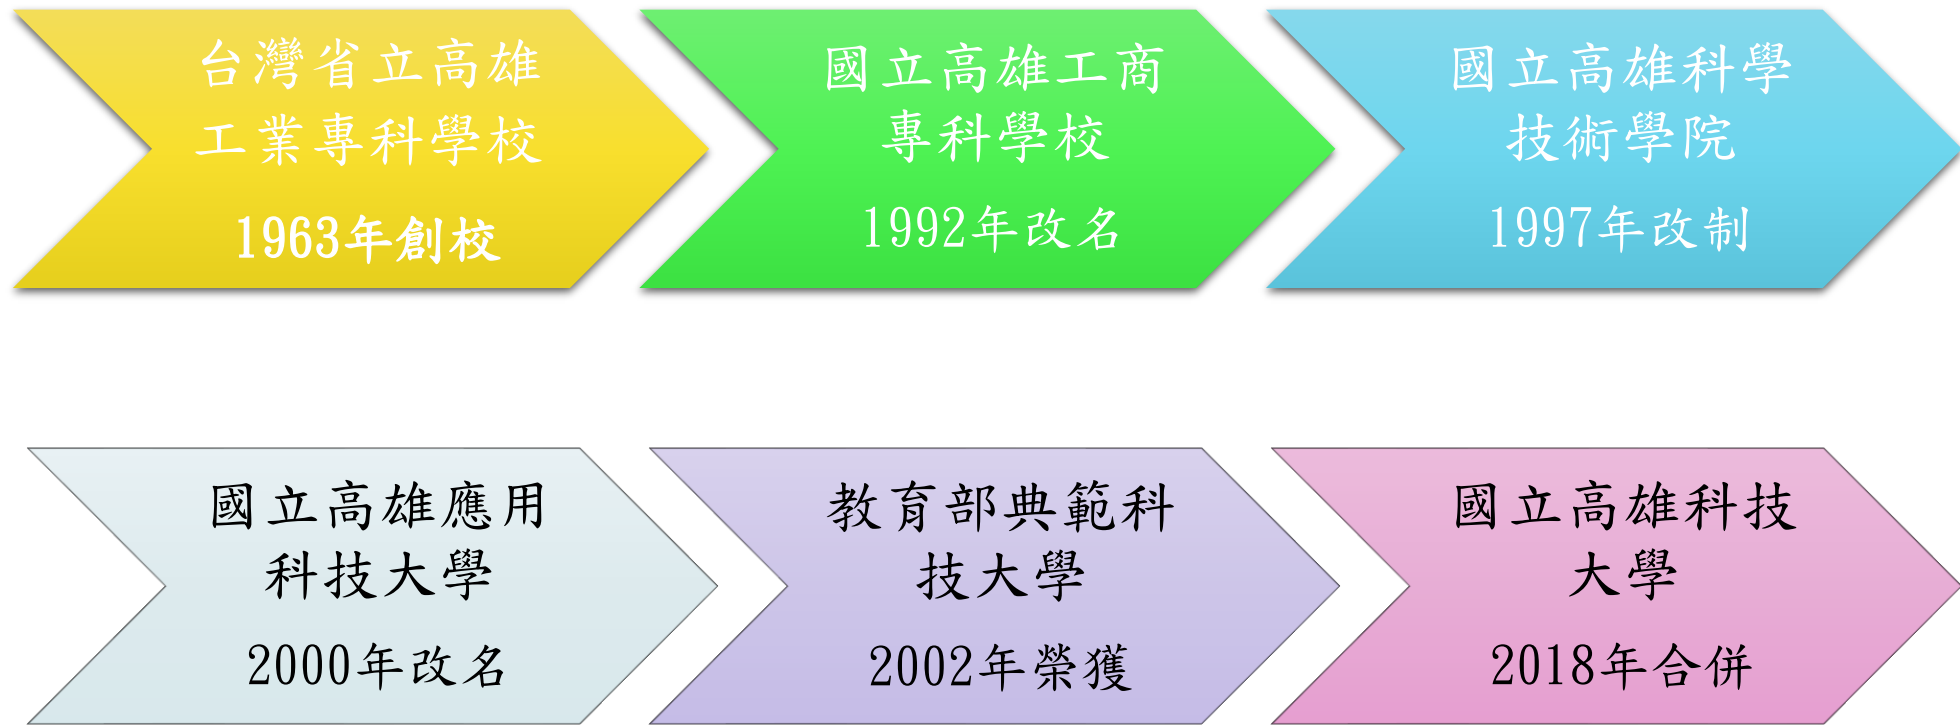 台灣省立高雄
工業專科學校
1963年創校
國立高雄工商
專科學校
1992年改名
國立高雄科學
技術學院
1997年改制
國立高雄應用
科技大學
2000年改名
教育部典範科
技大學
2002年榮獲
國立高雄科技
大學
2018年合併